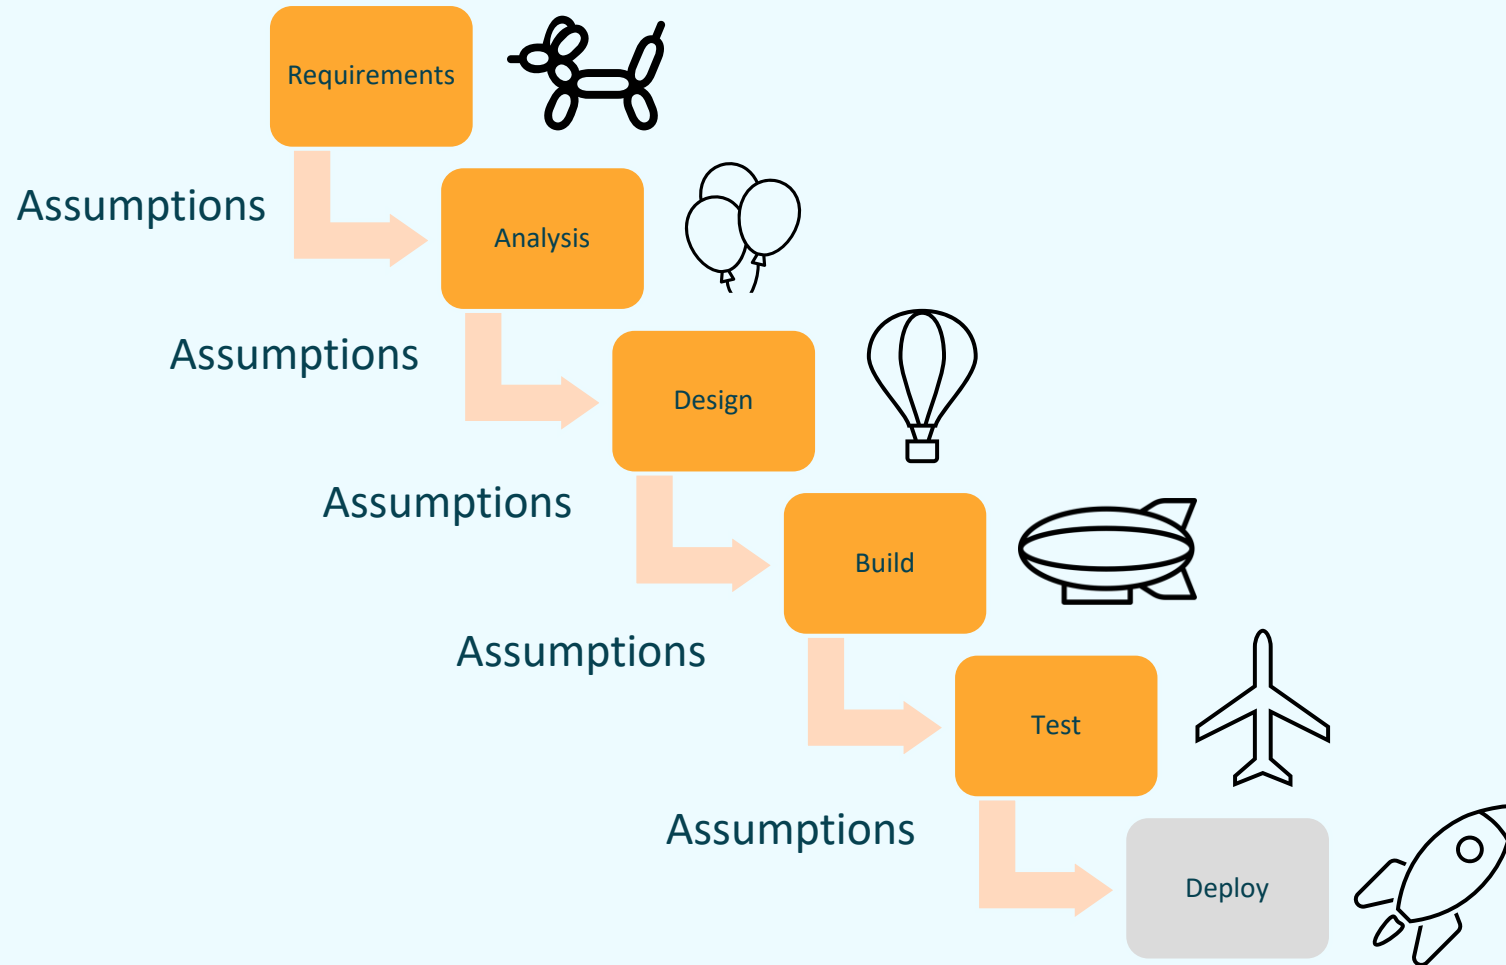 Requirements
Assumptions
Analysis
Assumptions
Design
Assumptions
Build
Assumptions
Test
Assumptions
Deploy